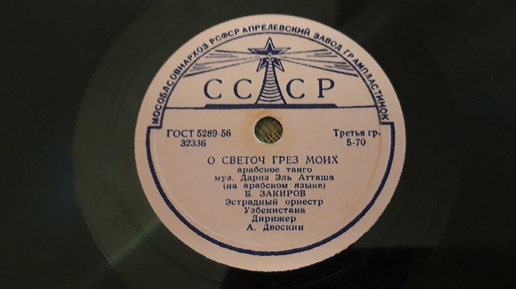 МОСОБЛСОВНАРХОЗ РСФСР АПРЕЛЕВСКИЙ ЗАВОД ГРАМПЛАСТИНОК
СССР
ГОСТ 5289-56
32336
Третья гр.
5-70
О СВЕТОЧ ГРЕЗ МОИХ
арабское танго
муз. Дариз Эль Атташа
(на арабском языке)
Б. ЗАКИРОВ
Эстрадный оркестр
Узбекистана
Дирижер
А. Двоскин